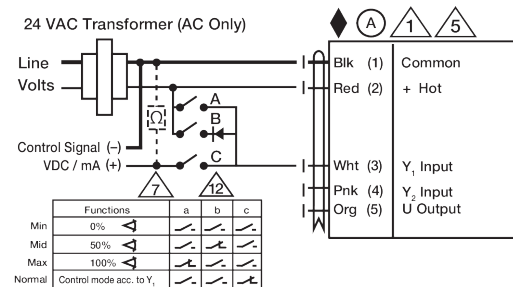 24 VAC Transformer (AC Only)
A 1 5
Line
Volts
Blk (1) Common
Red (2) + Hot
A
Ω
B
Control Signal (–)
VDC / mA (+)
C
Wht (3) Y1 Input
Pnk (4) Y2 Input
Org (5) U Output
7 12
Functions a b c
Min 0%
Mid 50%
Max 100%
Normal Control mode acc. to Y1